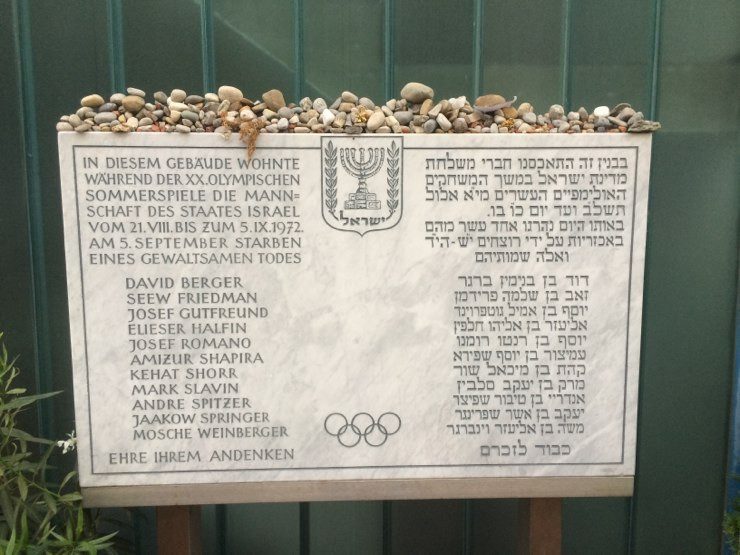 IN DIESEM GEBÄUDE WOHNTE
WÄHREND DER XX. OLYMPISCHEN
SOMMERSPIELE DIE MANN=
SCHAFT DES STAATES ISRAEL
VOM 21. VIII. BIS ZUM 5. IX. 1972.
AM 5. SEPTEMBER STARBEN
EINES GEWALTSAMEN TODES
DAVID BERGER
SEEW FRIEDMAN
JOSEF GUTFREUND
ELIESER HALFIN
JOSEF ROMANO
AMIZUR SHAPIRA
KEHAT SHORR
MARK SLAVIN
ANDRE SPITZER
JAAKOW SPRINGER
MOSCHE WEINBERGER
EHRE IHREM ANDENKEN
ישראל
בבנין זה התאכסנו חברי משלחת
מדינת ישראל במשך המשחקים
האולימפיים העשרים מי״א אלול
תשל״ב ועד יום כ״ו בו.
באותו היום נהרגו אחד עשר מהם
באכזריות על ידי רוצחים יש״הי״ד
ואלה שמותיהם
דוד בן בנימין ברגר
זאב בן שלמה פרידמן
יוסף בן אמיל גוטפרוינד
אליעזר בן אליהו חלפין
יוסף בן רנטו רומנו
עמיצור בן יוסף שפירא
קהת בן מיכאל שור
מרק בן יעקב סלבין
אנדריי בן טיבור שפיצר
יעקב בן אשר שפרינגר
משה בן אליעזר וינברגר
כבוד לזכרם